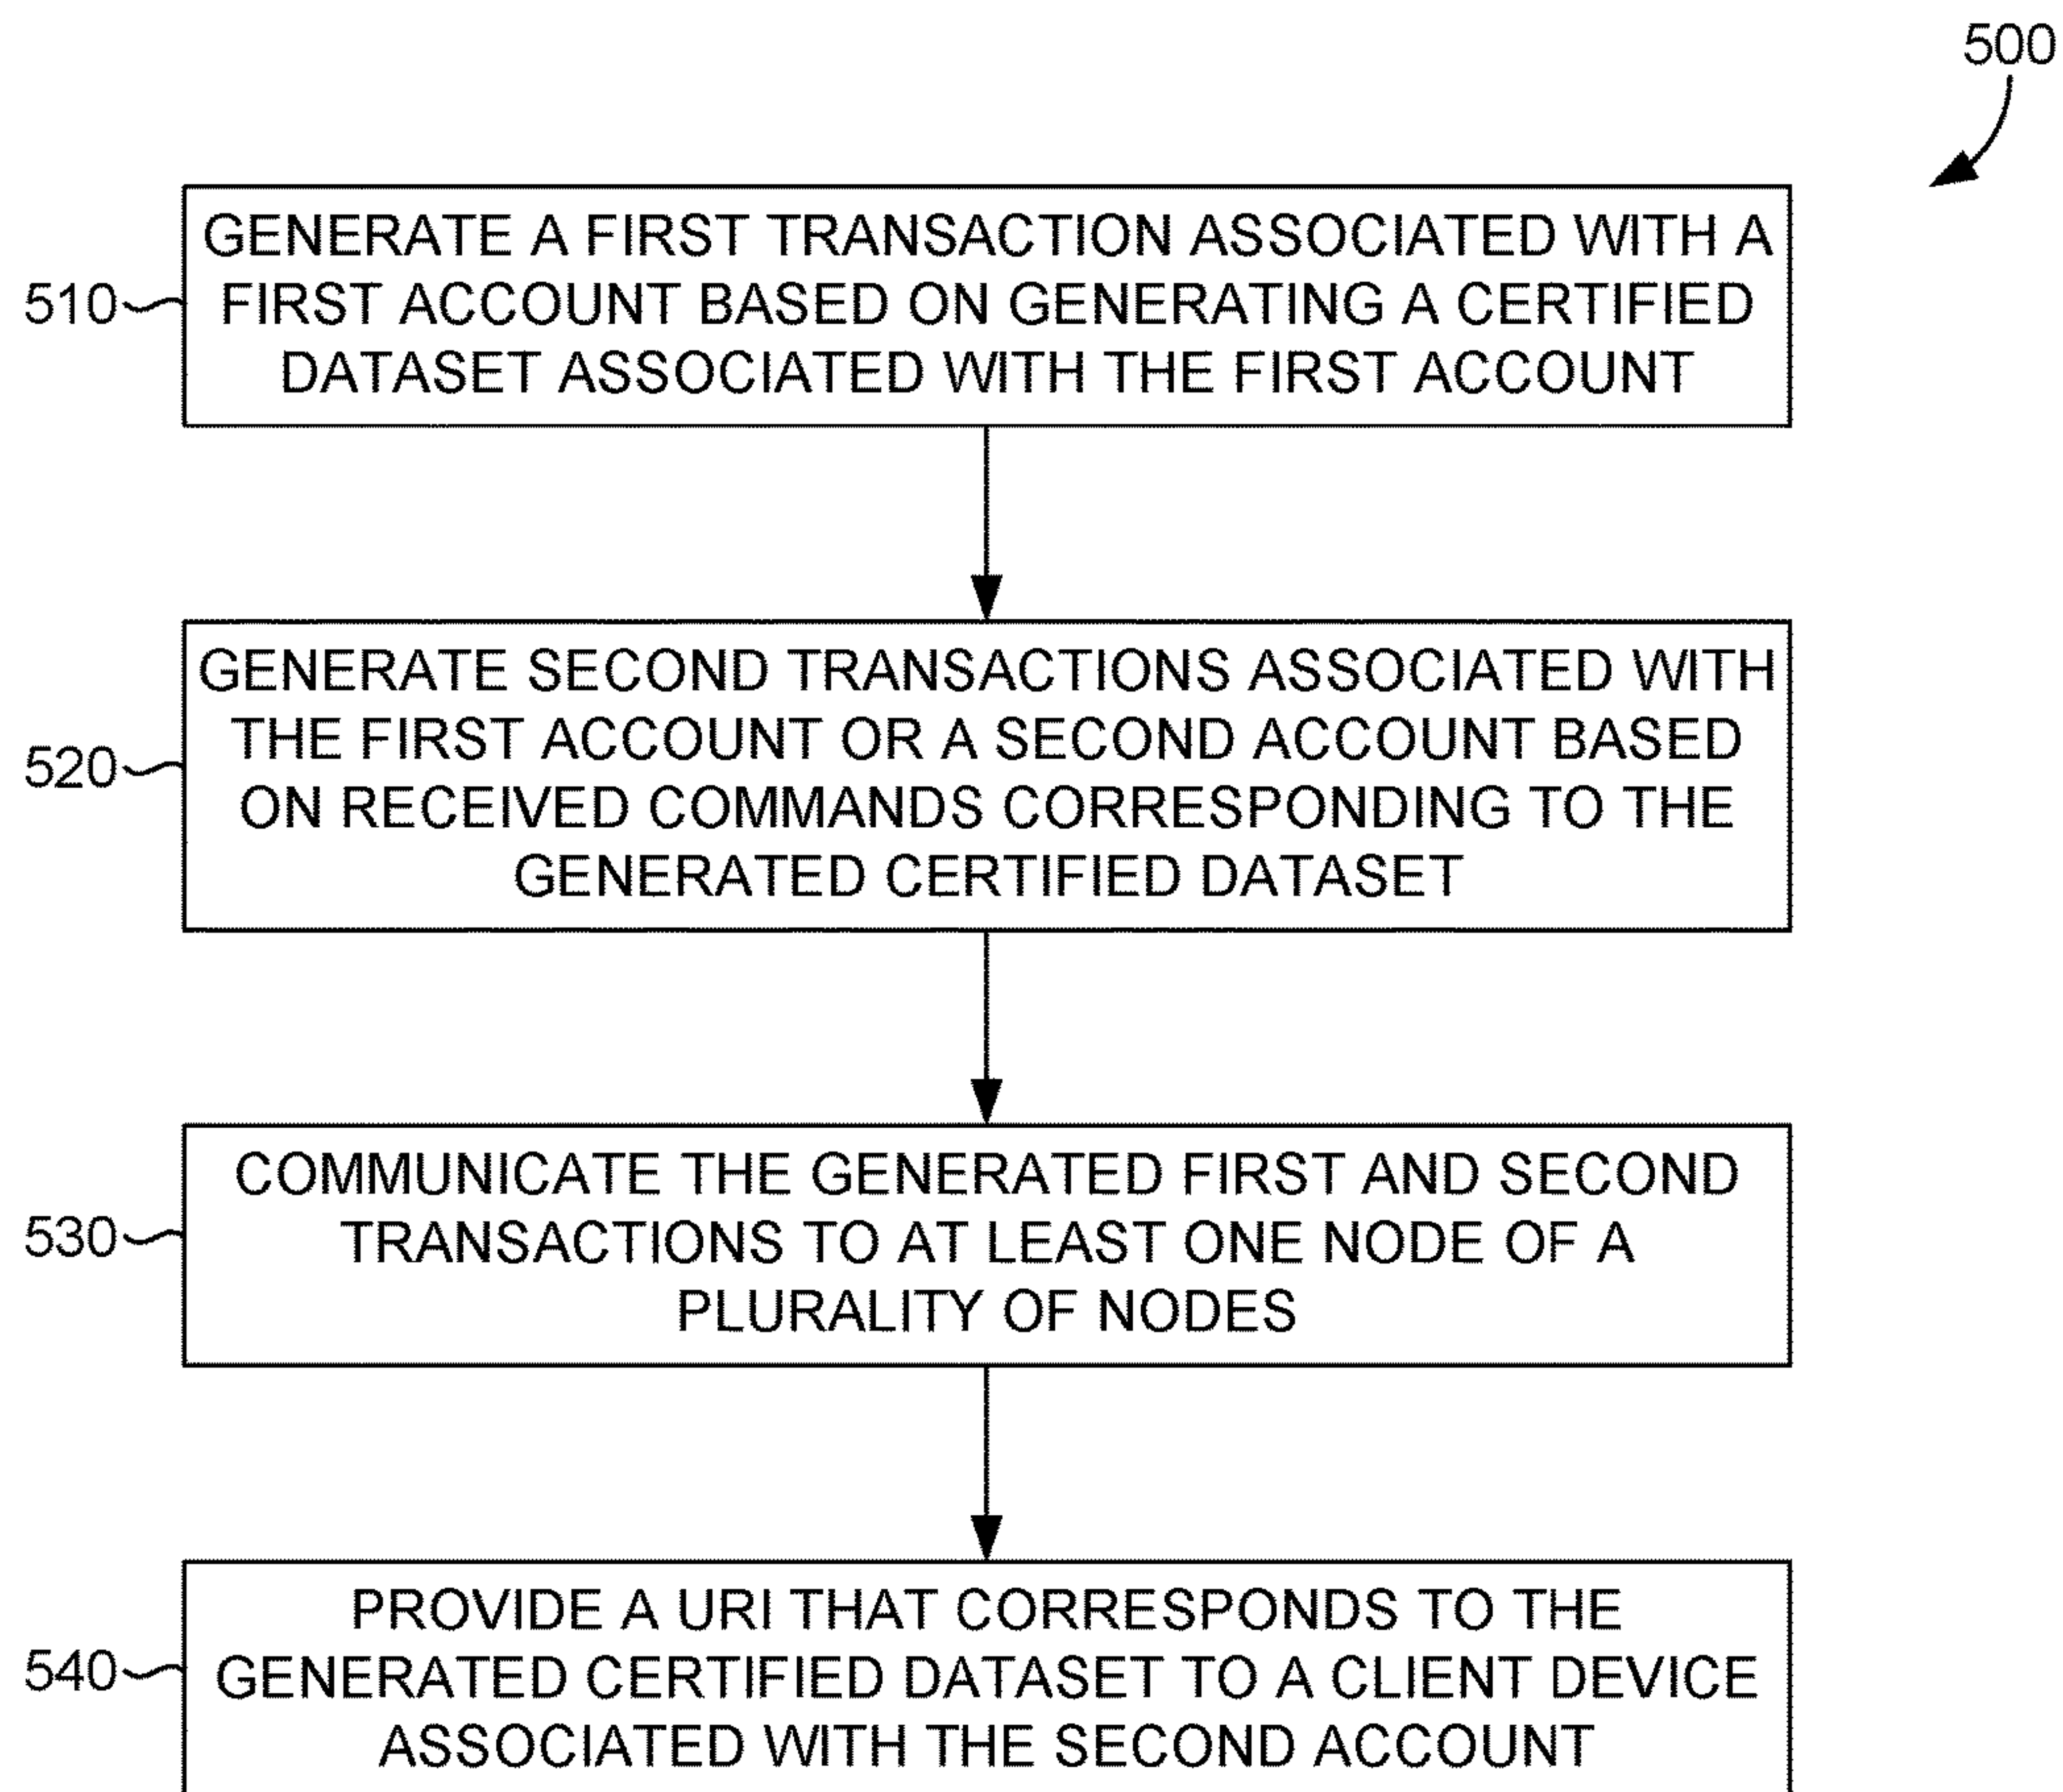 500
510
GENERATE A FIRST TRANSACTION ASSOCIATED WITH A
FIRST ACCOUNT BASED ON GENERATING A CERTIFIED
DATASET ASSOCIATED WITH THE FIRST ACCOUNT
520
GENERATE SECOND TRANSACTIONS ASSOCIATED WITH
THE FIRST ACCOUNT OR A SECOND ACCOUNT BASED
ON RECEIVED COMMANDS CORRESPONDING TO THE
GENERATED CERTIFIED DATASET
530
COMMUNICATE THE GENERATED FIRST AND SECOND
TRANSACTIONS TO AT LEAST ONE NODE OF A
PLURALITY OF NODES
540
PROVIDE A URI THAT CORRESPONDS TO THE
GENERATED CERTIFIED DATASET TO A CLIENT DEVICE
ASSOCIATED WITH THE SECOND ACCOUNT